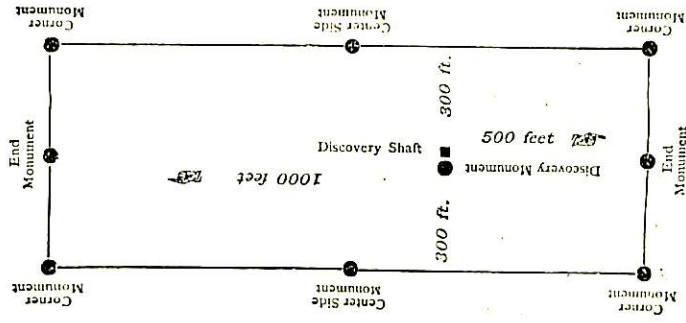 Corner
Monument
Center Side
Monument
Corner
Monument
End
Monument
300 ft.
Discovery Shaft
500 feet
Discovery Monument
1000 feet
300 ft.
End
Monument
Corner
Monument
Center Side
Monument
Corner
Monument